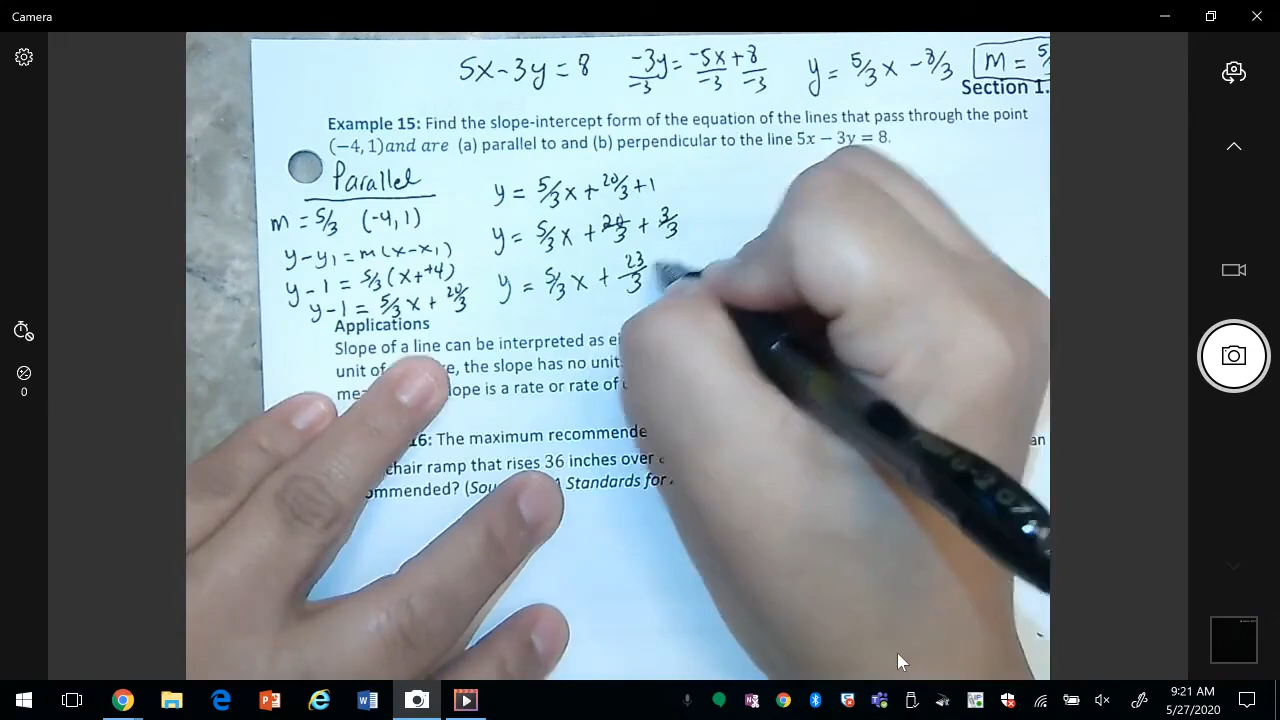 Camera
5x - 3y = 8
-3y = -5x + 8
-3 -3 -3
y = 5/3x - 8/3
m = 5/
Section 1.
Example 15: Find the slope-intercept form of the equation of the lines that pass through the point
(−4, 1)and are (a) parallel to and (b) perpendicular to the line 5x − 3y = 8.
Parallel
m = 5/3 (-4, 1)
y - y1 = m(x - x1)
y - 1 = 5/3 (x + +4)
y - 1 = 5/3 x + 20/3
y = 5/3 x + 20/3 + 1
y = 5/3 x + 20/3 + 3/3
y = 5/3 x + 23/3
Applications
Slope of a line can be interpreted as
unit of , the slope has no
slope is a rate or rate of
16: The maximum
chair ramp that rises 36 inches over
Standards for
an
0
9:21 AM
5/27/2020